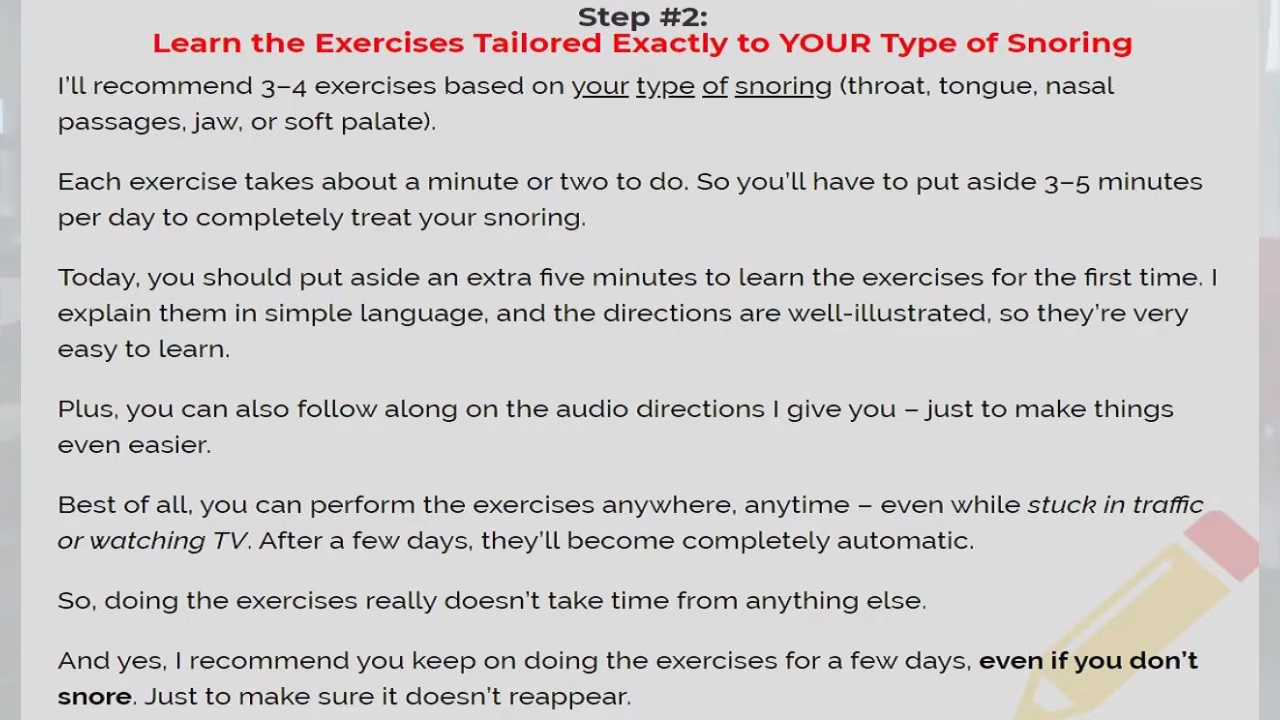 Step #2:
Learn the Exercises Tailored Exactly to YOUR Type of Snoring
I’ll recommend 3–4 exercises based on your type of snoring (throat, tongue, nasal
passages, jaw, or soft palate).
Each exercise takes about a minute or two to do. So you’ll have to put aside 3–5 minutes
per day to completely treat your snoring.
Today, you should put aside an extra five minutes to learn the exercises for the first time. I
explain them in simple language, and the directions are well-illustrated, so they’re very
easy to learn.
Plus, you can also follow along on the audio directions I give you – just to make things
even easier.
Best of all, you can perform the exercises anywhere, anytime – even while stuck in traffic
or watching TV. After a few days, they’ll become completely automatic.
So, doing the exercises really doesn’t take time from anything else.
And yes, I recommend you keep on doing the exercises for a few days, even if you don’t
snore. Just to make sure it doesn’t reappear.